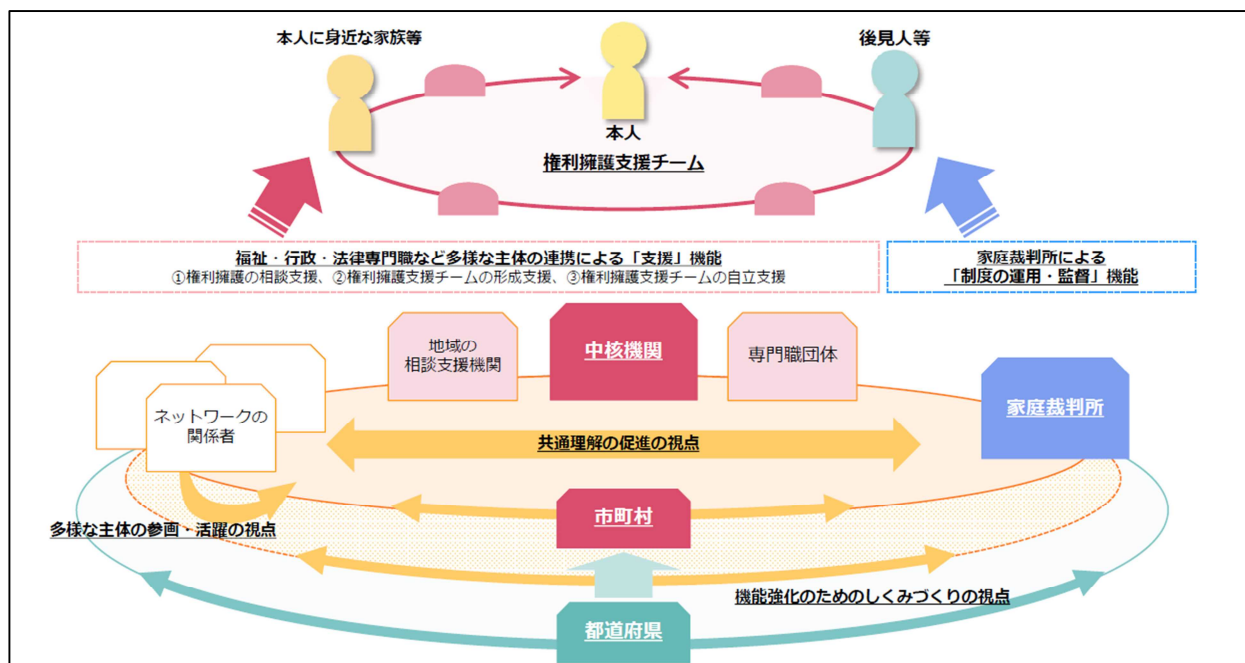 本人に身近な家族等
後見人等
本人
権利擁護支援チーム
福祉・行政・法律専門職など多様な主体の連携による「支援」機能
①権利擁護の相談支援、②権利擁護支援チームの形成支援、③権利擁護支援チームの自立支援
家庭裁判所による
「制度の運用・監督」機能
地域の
相談支援機関
中核機関
専門職団体
ネットワークの
関係者
家庭裁判所
共通理解の促進の視点
市町村
多様な主体の参画・活躍の視点
機能強化のためのしくみづくりの視点
都道府県